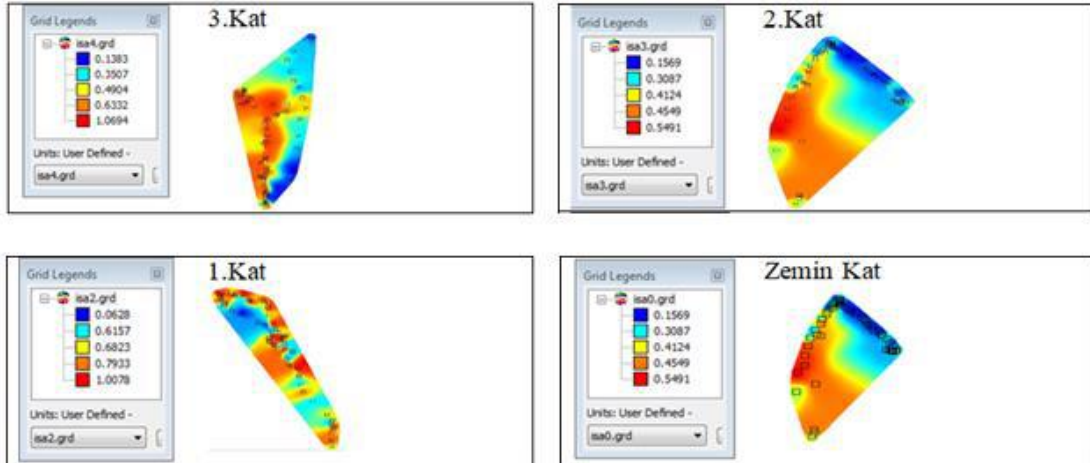 Grid Legends
3.Kat
isa4.grd
0.1383
0.3507
0.4904
0.6332
1.0694
Units: User Defined -
isa4.grd
Grid Legends
2.Kat
isa3.grd
0.1569
0.3087
0.4124
0.4549
0.5491
Units: User Defined -
isa3.grd
Grid Legends
1.Kat
isa2.grd
0.0628
0.6157
0.6823
0.7933
1.0078
Units: User Defined -
isa2.grd
Grid Legends
Zemin Kat
isa0.grd
0.1569
0.3087
0.4124
0.4549
0.5491
Units: User Defined -
isa0.grd